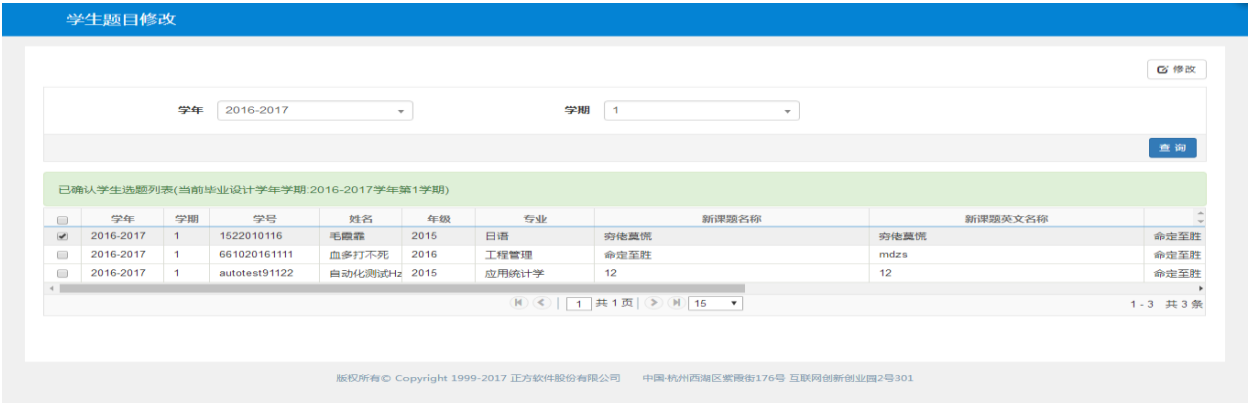 学生题目修改
修改
学年 2016-2017 学期 1
查 询
已确认学生选题列表(当前毕业设计学年学期:2016-2017学年第1学期)
学年 学期 学号 姓名 年级 专业 新课题名称 新课题英文名称
2016-2017 1 1522010116 毛霞霏 2015 日语 穷佬莫慌 穷佬莫慌 命定至胜
2016-2017 1 661020161111 血多打不死 2016 工程管理 命定至胜 mdzs 命定至胜
2016-2017 1 autotest91122 自动化测试Hz 2015 应用统计学 12 12 命定至胜
1 共 1 页 15 1 - 3 共 3 条
版权所有© Copyright 1999-2017 正方软件股份有限公司 中国·杭州西湖区紫霞街176号 互联网创新创业园2号301